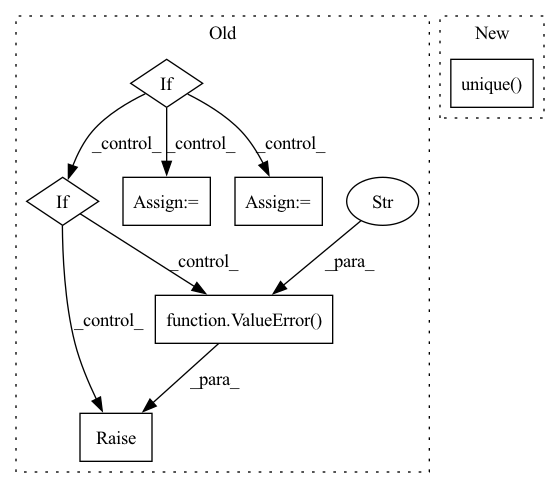 Old
New
If
unique()
_control_
_control_
_control_
If
Assign:=
Assign:=
Str
_control_
_para_
_control_
function.ValueError()
_para_
Raise